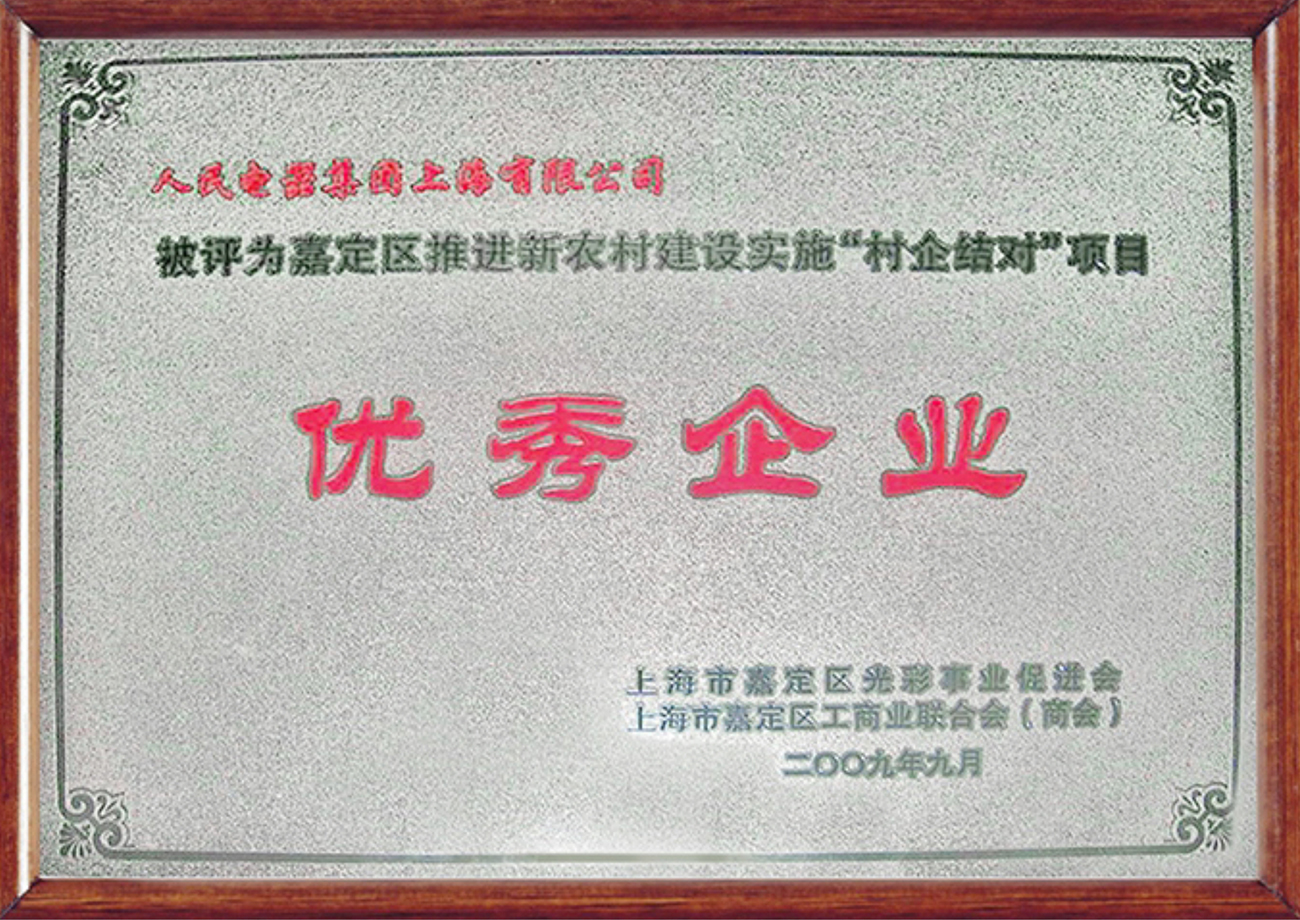 人民电器集团上海有限公司
被评为嘉定区推进新农村建设实施“村企结对”项目
优秀企业
上海市嘉定区光彩事业促进会
上海市嘉定区工商业联合会（商会）
二〇〇九年九月